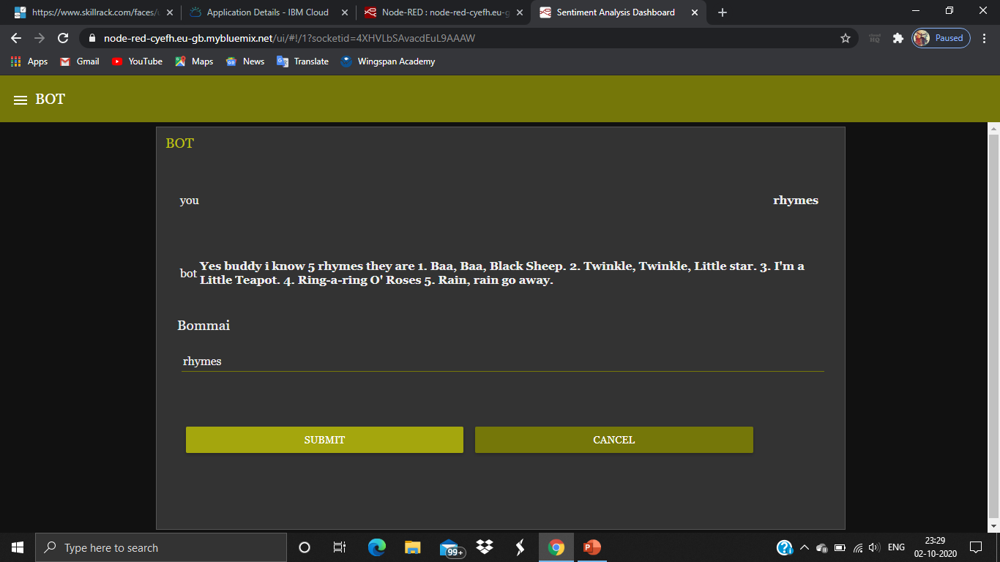 https://www.skillrack.com/faces/
Application Details - IBM Cloud
Node-RED : node-red-cyefh.eu-g
Sentiment Analysis Dashboard
node-red-cyefh.eu-gb.mybluemix.net/ui/#!/1?socketid=4XHVLbSAvacdEuL9AAAW
Paused
Apps Gmail YouTube Maps News Translate Wingspan Academy
BOT
BOT
you rhymes
bot Yes buddy i know 5 rhymes they are 1. Baa, Baa, Black Sheep. 2. Twinkle, Twinkle, Little star. 3. I'm a
Little Teapot. 4. Ring-a-ring O' Roses 5. Rain, rain go away.
Bommai
rhymes
SUBMIT CANCEL
Type here to search
99+
ENG
23:29
02-10-2020